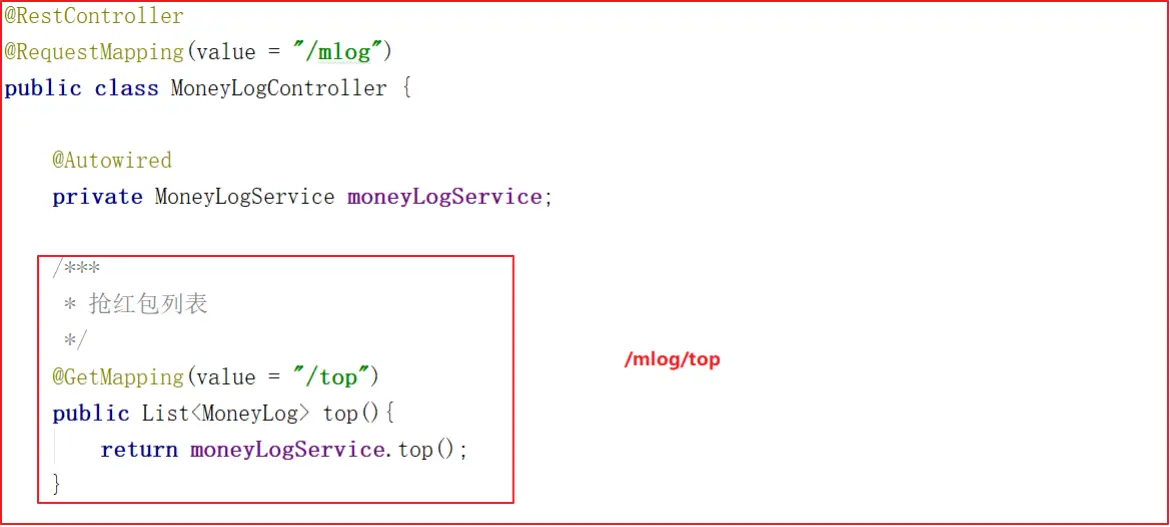 @RestController
@RequestMapping(value = "/mlog")
public class MoneyLogController {
@Autowired
private MoneyLogService moneyLogService;
/***
* 抢红包列表
*/
@GetMapping(value = "/top")
public List<MoneyLog> top(){
return moneyLogService.top();
}
/mlog/top